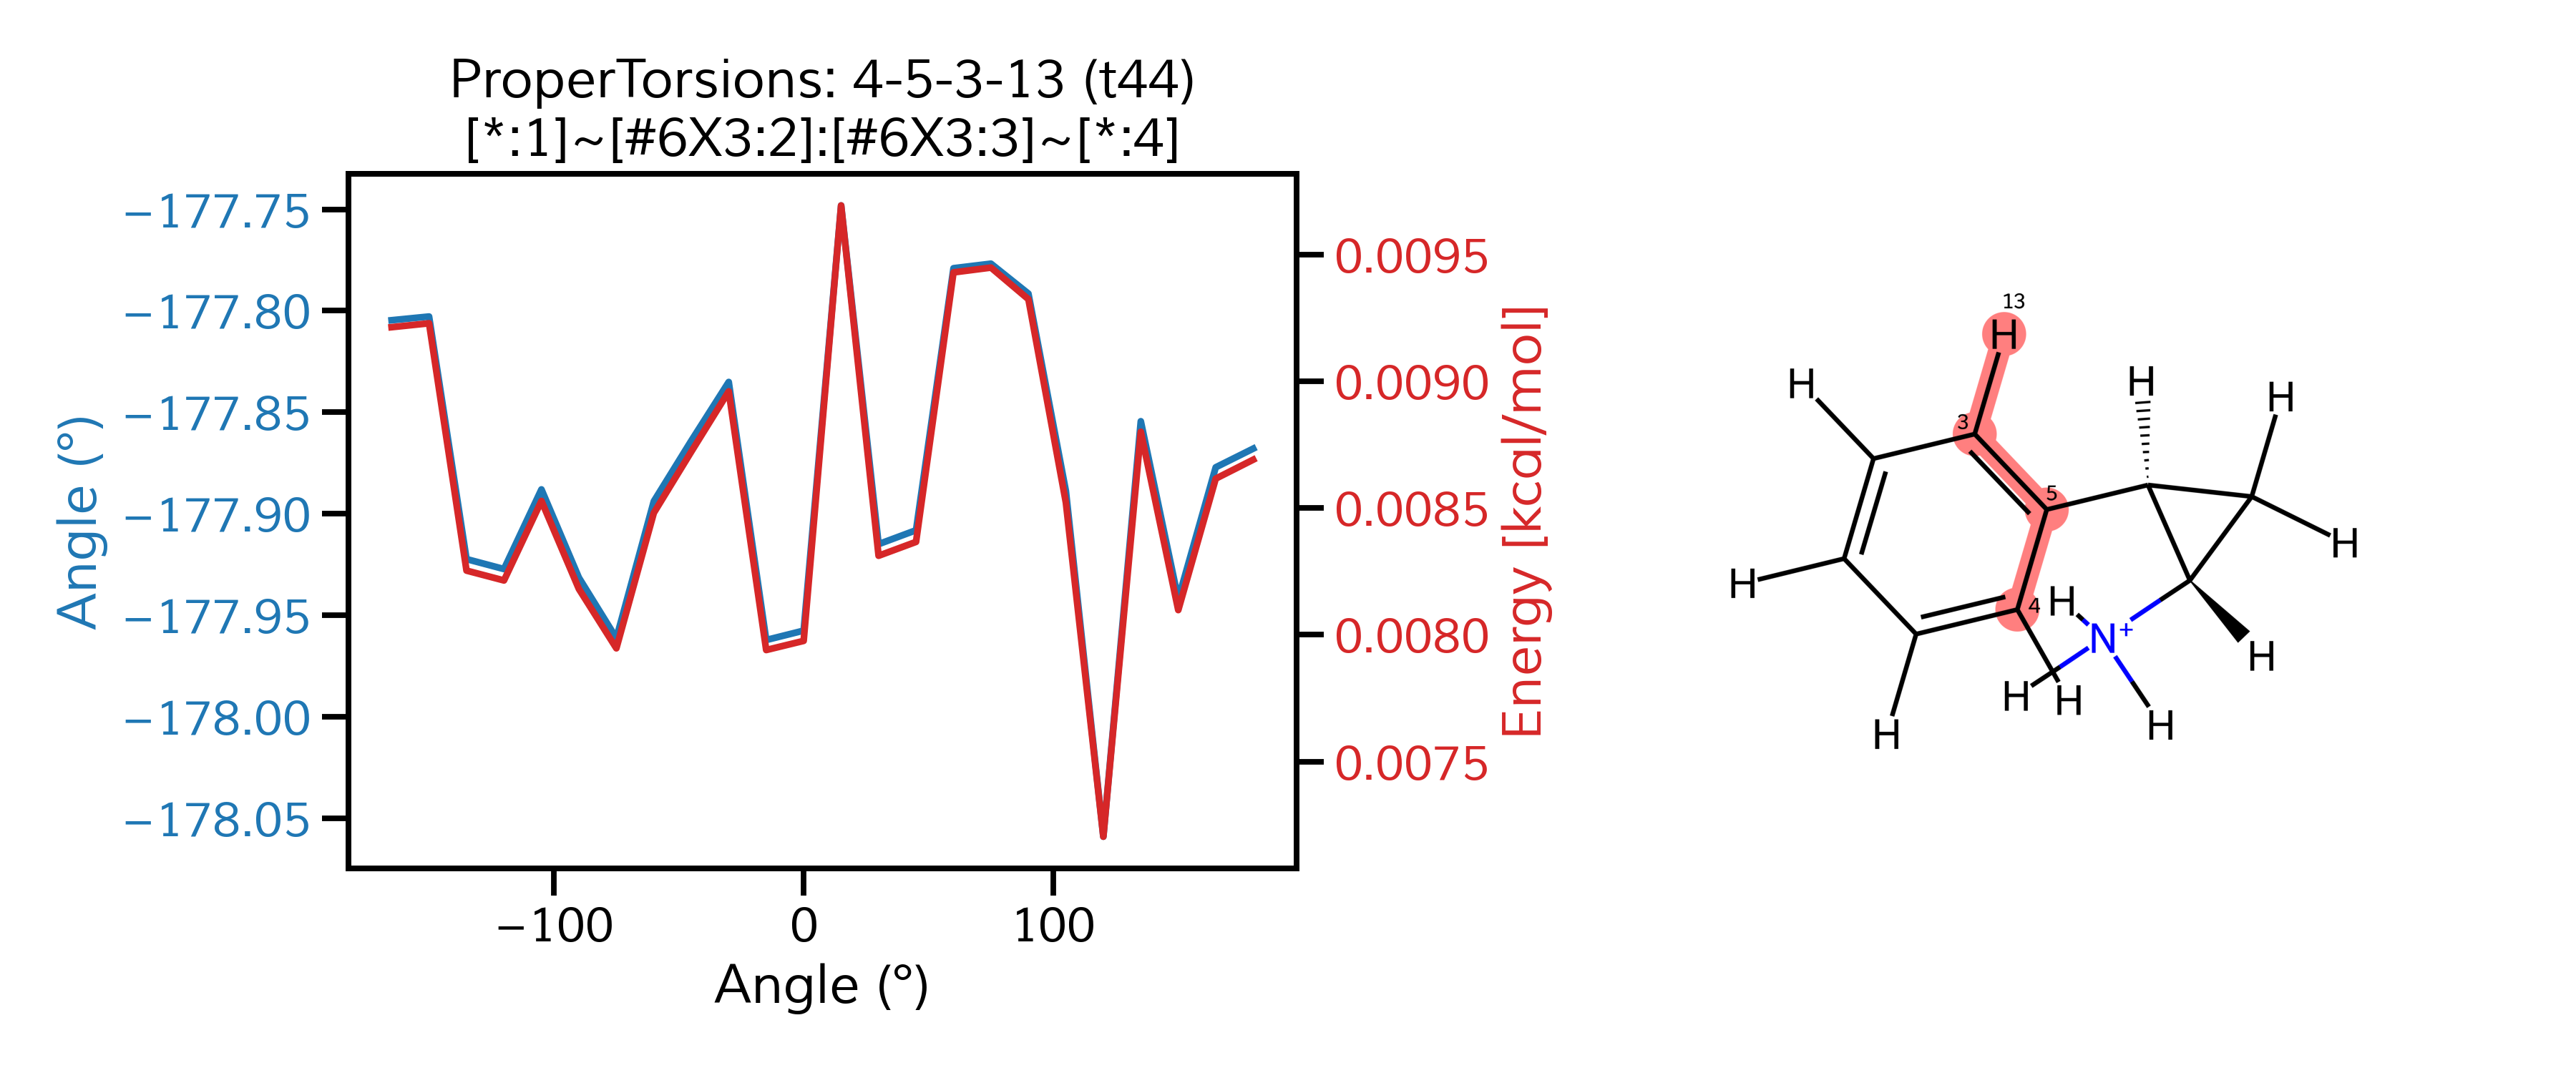 ProperTorsions: 4-5-3-13 (t44)
[*:1]~[#6X3:2]:[#6X3:3]~[*:4]
−177.75
−177.80
−177.85
−177.90
−177.95
−178.00
−178.05
Angle (°)
0.0095
0.0090
0.0085
0.0080
0.0075
Energy [kcal/mol]
−100
0
100
Angle (°)
13
H
H
H
H
3
5
H
H
H
4
N+
H
H
H
H
H